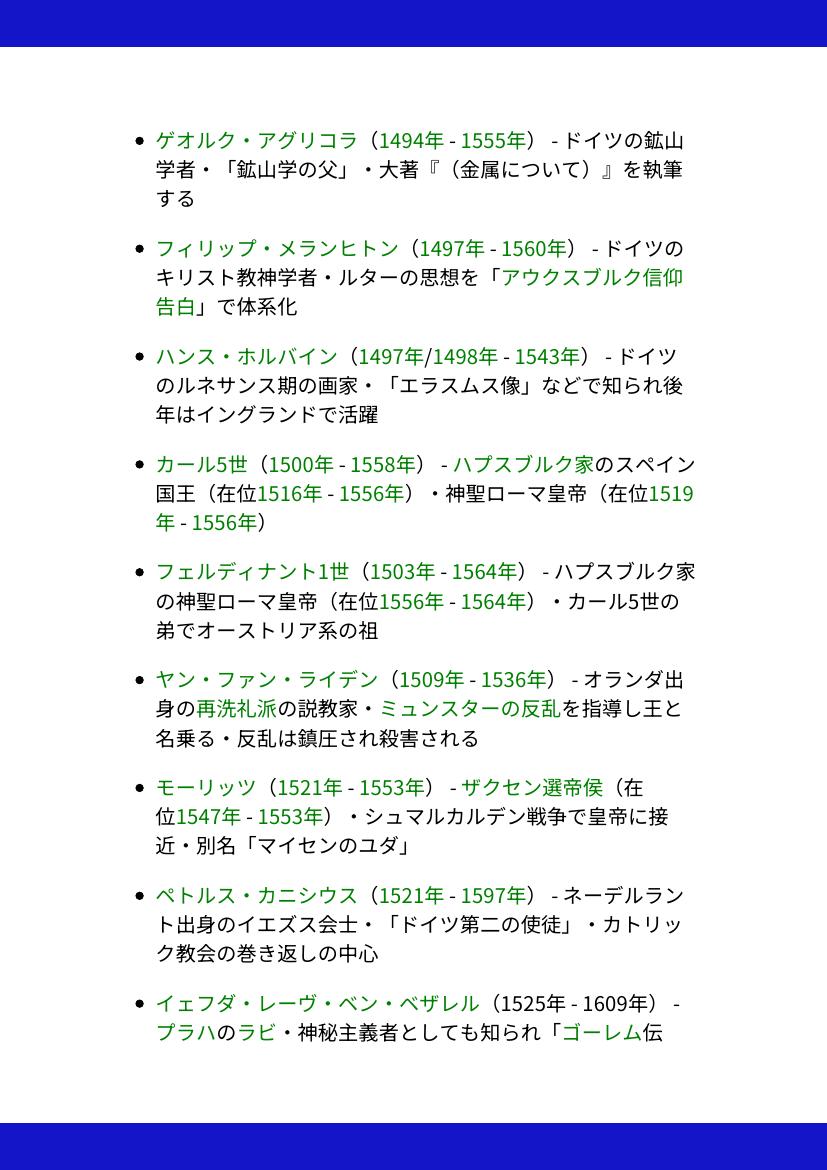 • ゲオルク・アグリコラ（1494年 - 1555年） - ドイツの鉱山
学者・「鉱山学の父」・大著『（金属について）』を執筆
する
• フィリップ・メランヒトン（1497年 - 1560年） - ドイツの
キリスト教神学者・ルターの思想を「アウクスブルク信仰
告白」で体系化
• ハンス・ホルバイン（1497年/1498年 - 1543年） - ドイツ
のルネサンス期の画家・「エラスムス像」などで知られ後
年はイングランドで活躍
• カール5世（1500年 - 1558年） - ハプスブルク家のスペイン
国王（在位1516年 - 1556年）・神聖ローマ皇帝（在位1519
年 - 1556年）
• フェルディナント1世（1503年 - 1564年） - ハプスブルク家
の神聖ローマ皇帝（在位1556年 - 1564年）・カール5世の
弟でオーストリア系の祖
• ヤン・ファン・ライデン（1509年 - 1536年） - オランダ出
身の再洗礼派の説教家・ミュンスターの反乱を指導し王と
名乗る・反乱は鎮圧され殺害される
• モーリッツ（1521年 - 1553年） - ザクセン選帝侯（在
位1547年 - 1553年）・シュマルカルデン戦争で皇帝に接
近・別名「マイセンのユダ」
• ペトルス・カニシウス（1521年 - 1597年） - ネーデルラン
ト出身のイエズス会士・「ドイツ第二の使徒」・カトリッ
ク教会の巻き返しの中心
• イェフダ・レーヴ・ベン・ベザレル（1525年 - 1609年） -
プラハのラビ・神秘主義者としても知られ「ゴーレム伝